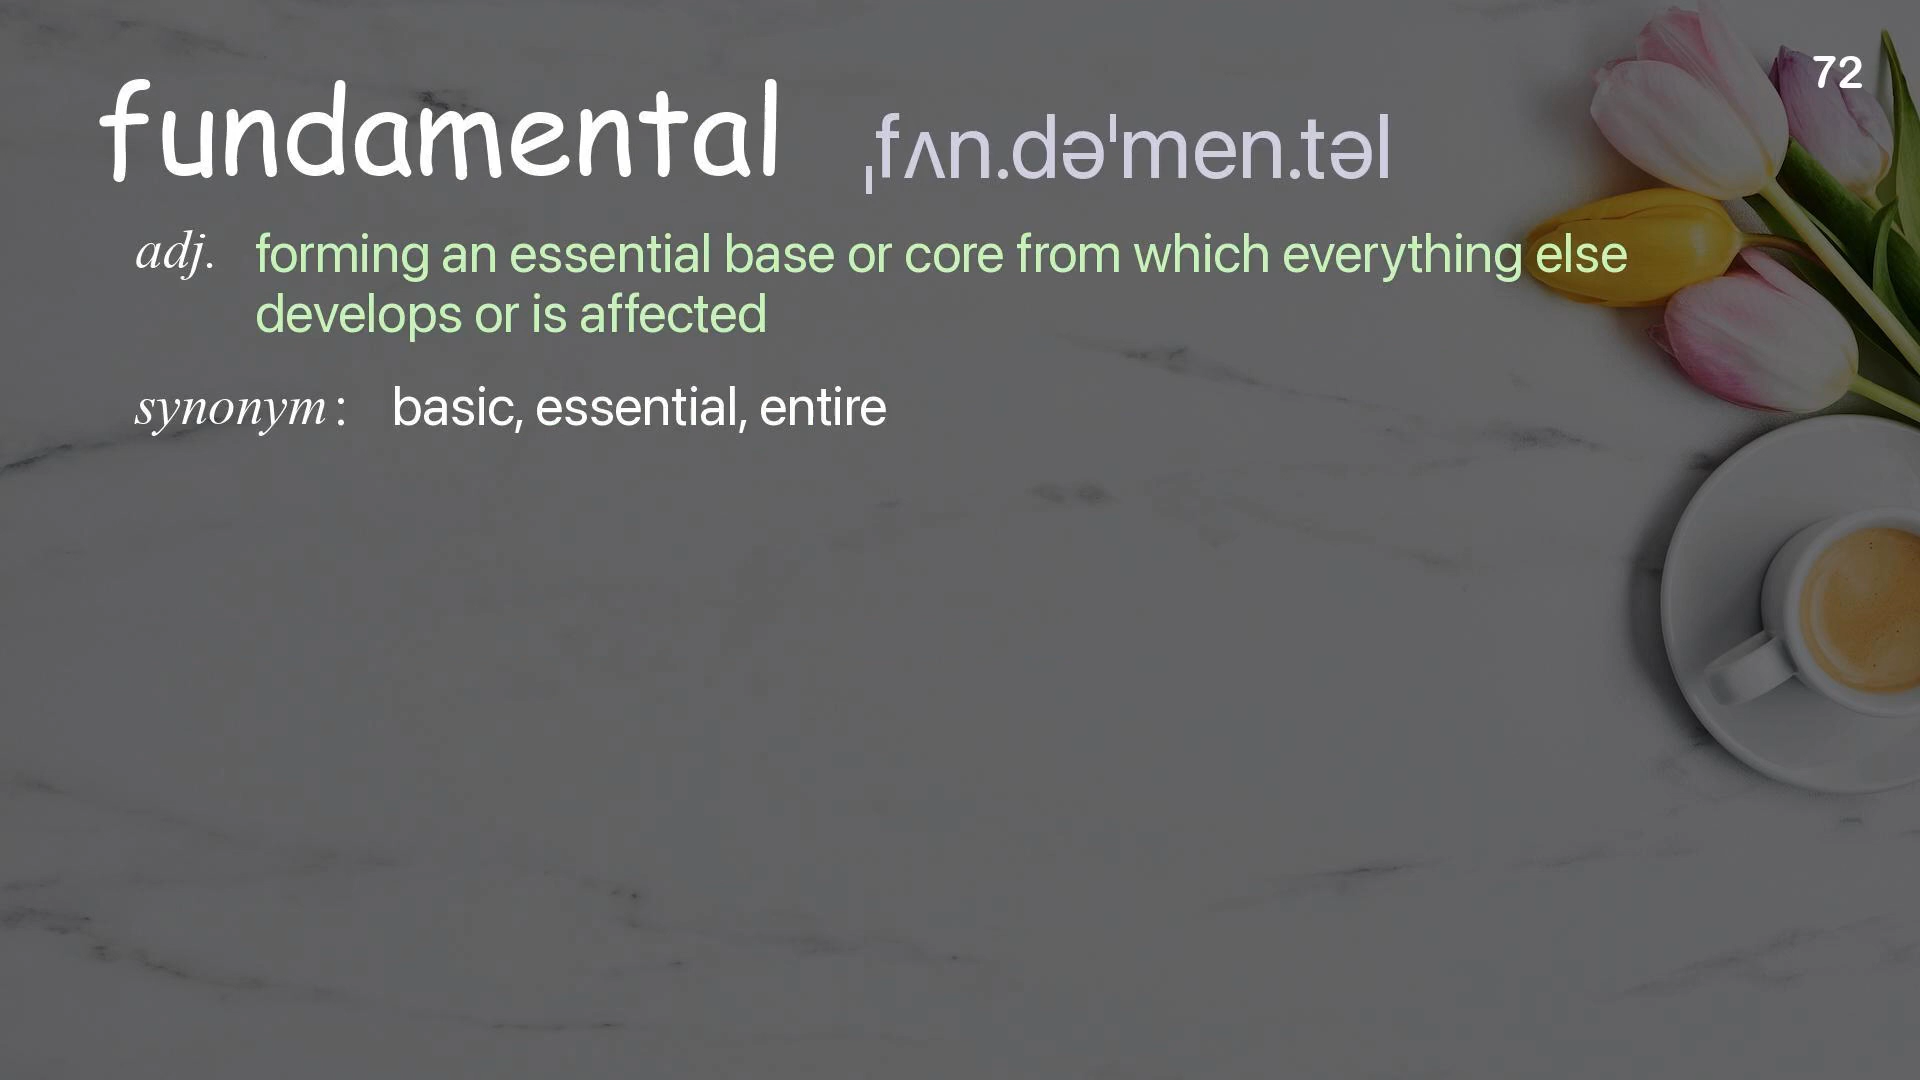 72
fundamental ˌfʌn.dəˈmen.təl
adj. forming an essential base or core from which everything else
develops or is affected
synonym: basic, essential, entire